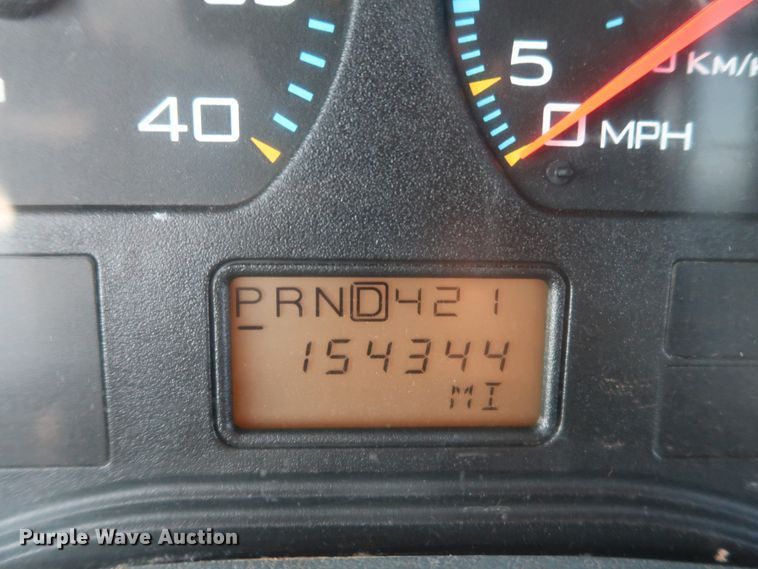 40
5
0 MPH
KM/
PRND421
154344
MI
Purple Wave Auction